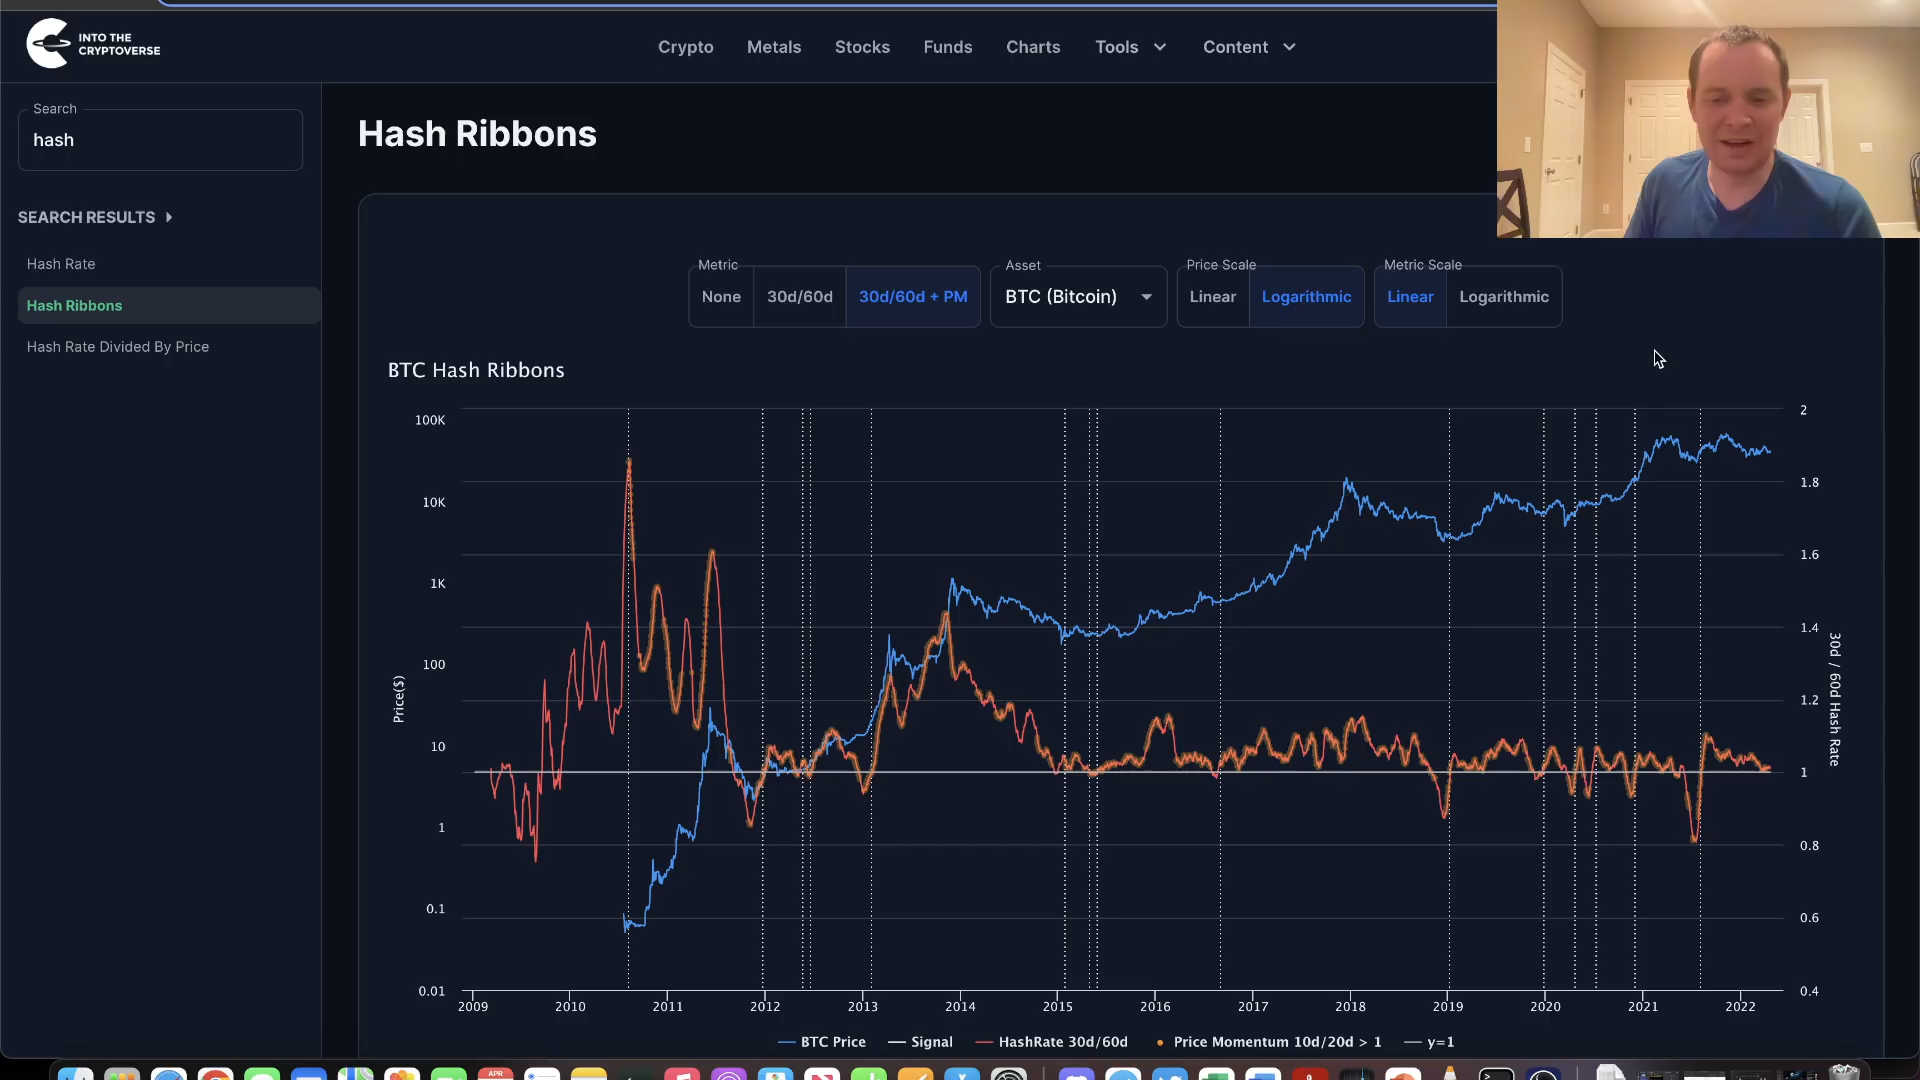 INTO THE
CRYPTOVERSE
Crypto Metals Stocks Funds Charts Tools Content
Search
hash
SEARCH RESULTS
Hash Rate
Hash Ribbons
Hash Rate Divided By Price
Hash Ribbons
Metric
None 30d/60d 30d/60d + PM
Asset
BTC (Bitcoin)
Price Scale
Linear Logarithmic
Metric Scale
Linear Logarithmic
BTC Hash Ribbons
Price($)
100K
10K
1K
100
10
1
0.1
0.01
2
1.8
1.6
1.4
1.2
1
0.8
0.6
0.4
30d / 60d Hash Rate
2009 2010 2011 2012 2013 2014 2015 2016 2017 2018 2019 2020 2021 2022
BTC Price Signal HashRate 30d/60d Price Momentum 10d/20d > 1 y=1
APR